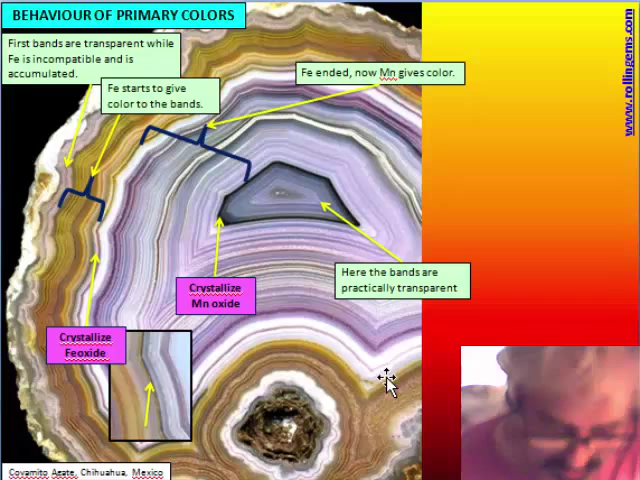 BEHAVIOUR OF PRIMARY COLORS
First bands are transparent while
Fe is incompatible and is
accumulated.
Fe starts to give
color to the bands.
Fe ended, now Mn gives color.
www.rollingems.com
Here the bands are
practically transparent
Crystallize
Mn oxide
Crystallize
Feoxide
Coyamito Agate, Chihuahua, Mexico